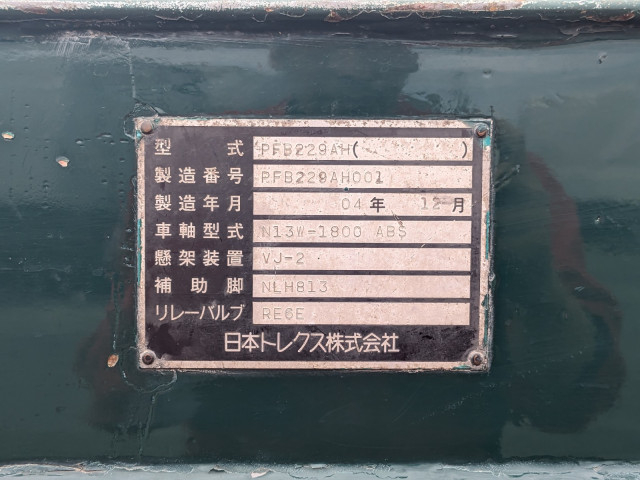 型式 PFB229AH( )
製造番号 PFB229AH001
製造年月 04年 12月
車軸型式 N13W-1800 ABS
懸架装置 VJ-2
補助脚 NLH813
リレーバルブ RE6E
日本トレクス株式会社